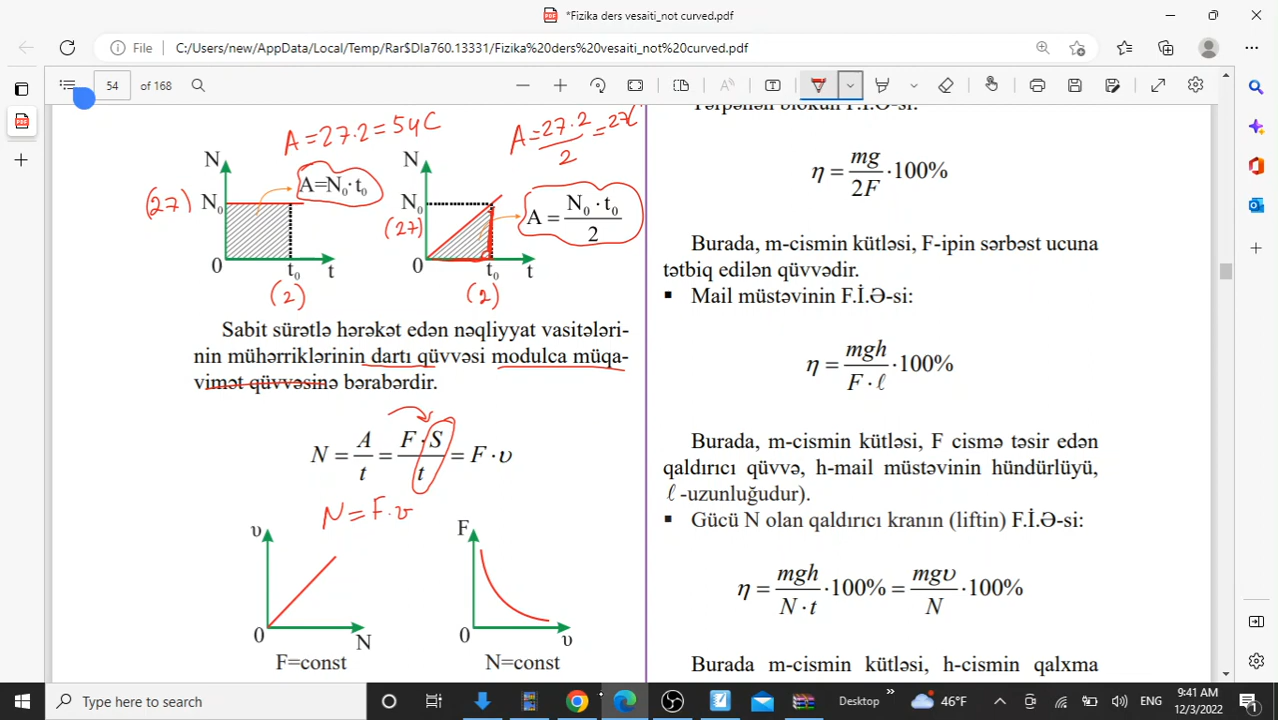 *Fizika ders vesaiti_not curved.pdf
File
C:/Users/new/AppData/Local/Temp/Rar$DIa760.13331/Fizika%20ders%20vesaiti_not%20curved.pdf
54 of 168
A=27·2=54C
N
(27) N₀
A=N₀·t₀
0
t₀
t
(2)
A=27·2/2=27C
N
N₀
(27)
A = N₀·t₀/2
0
t₀
t
(2)
Sabit sürətlə hərəkət edən nəqliyyat vasitələri-
nin mühərriklərinin dartı qüvvəsi modulca müqa-
vimət qüvvəsinə bərabərdir.
N = A/t = F·S/t = F·υ
N=F.υ
υ
0
N
F=const
F
0
υ
N=const
Tərpənən blokun F.İ.Ə-si:
η = mg/2F ·100%
Burada, m-cismin kütləsi, F-ipin sərbəst ucuna
tətbiq edilən qüvvədir.
▪ Mail müstəvinin F.İ.Ə-si:
η = mgh/F·ℓ ·100%
Burada, m-cismin kütləsi, F cismə təsir edən
qaldırıcı qüvvə, h-mail müstəvinin hündürlüyü,
ℓ -uzunluğudur).
▪ Gücü N olan qaldırıcı kranın (liftin) F.İ.Ə-si:
η = mgh/N·t ·100% = mgυ/N ·100%
Burada m-cismin kütləsi, h-cismin qalxma
Type here to search
Desktop
46°F
ENG
9:41 AM
12/3/2022
1